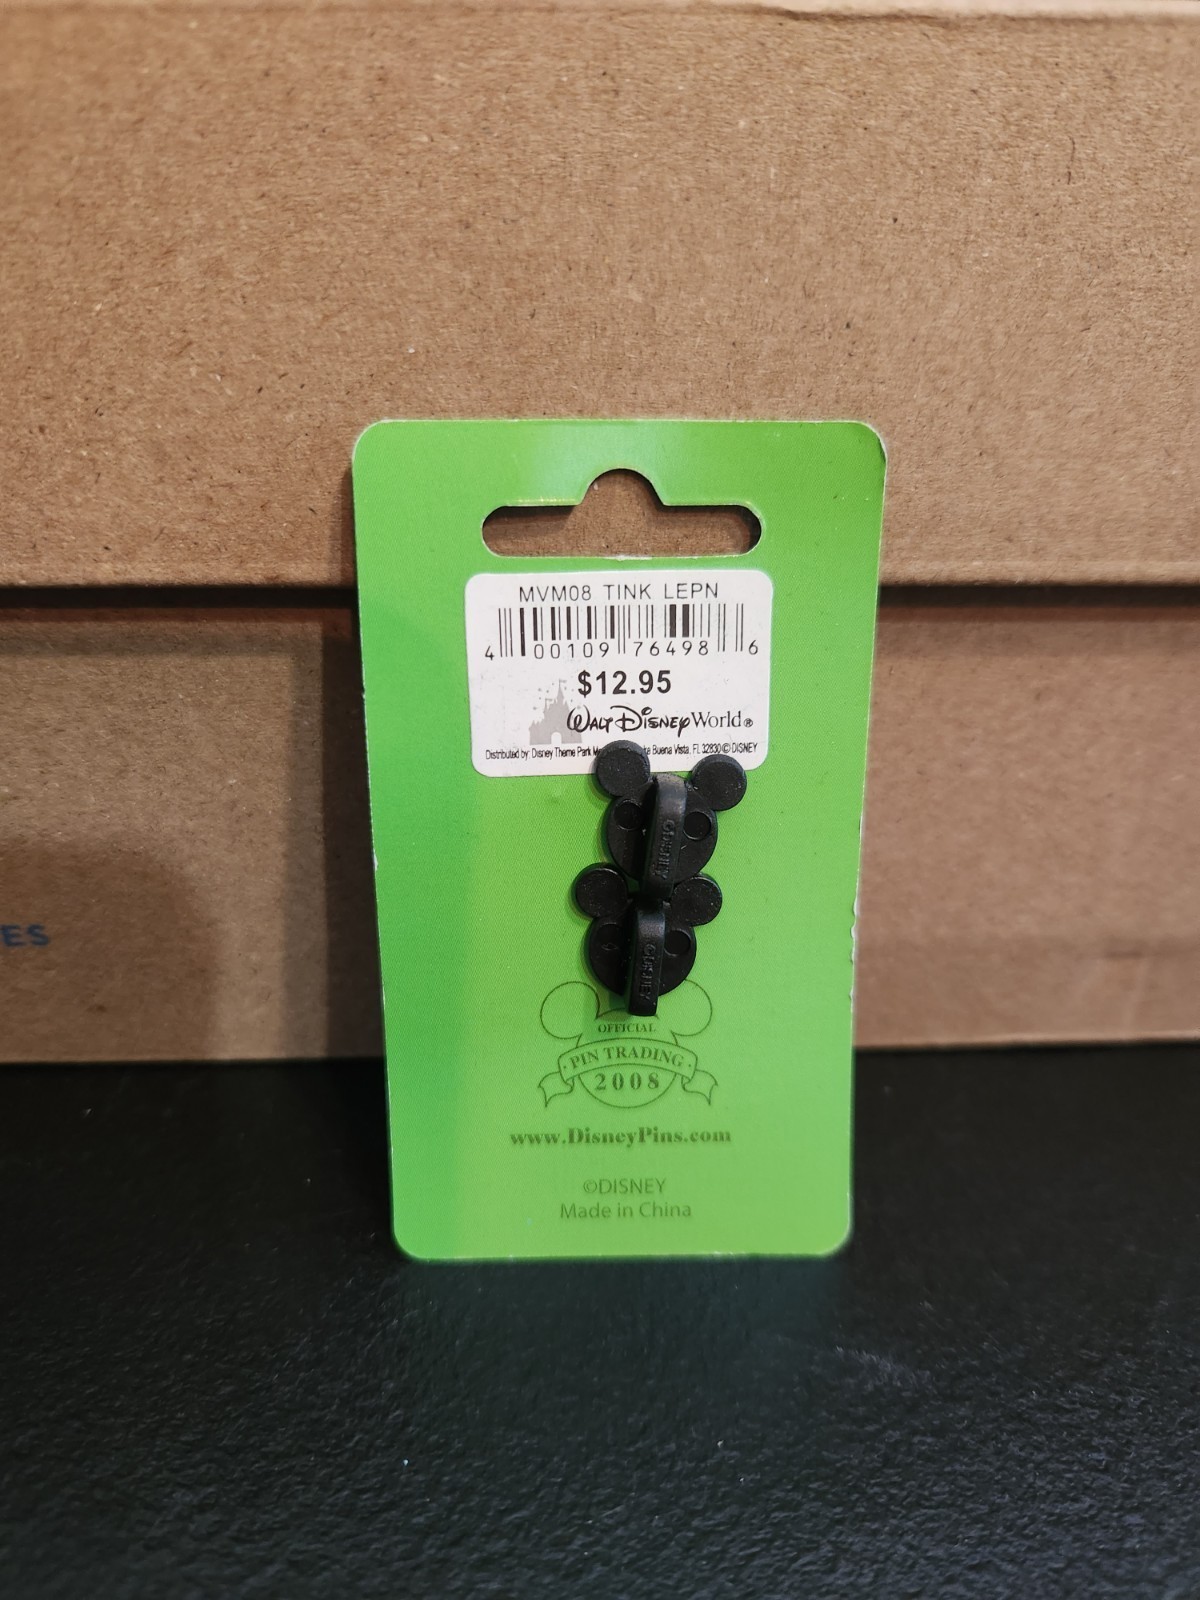 MVM08 TINK LEPN
4 00109 76498 6
$12.95
WALT DISNEY World®
Distributed by: Disney Theme Park Buena Vista, FL 32830 © DISNEY
©DISNEY
©DISNEY
OFFICIAL
·PIN TRADING·
2008
www.DisneyPins.com
©DISNEY
Made in China
ES